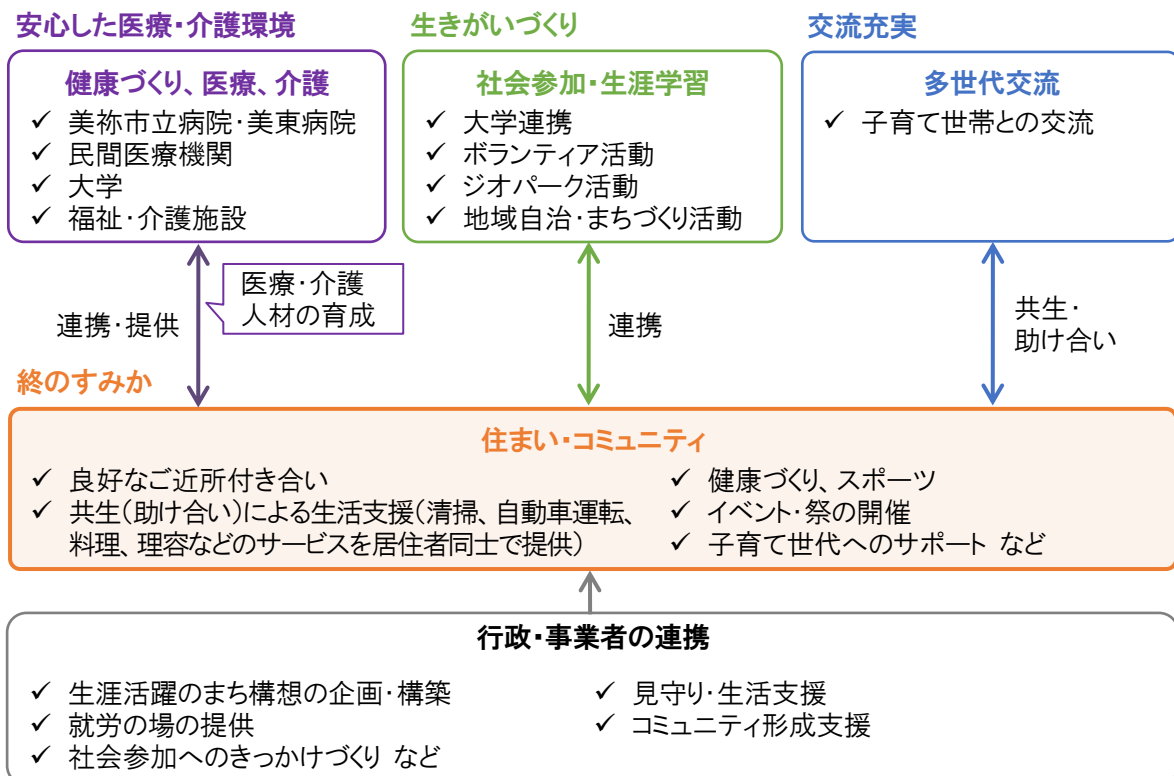 安心した医療・介護環境
健康づくり、医療、介護
✓ 美祢市立病院・美東病院
✓ 民間医療機関
✓ 大学
✓ 福祉・介護施設
生きがいづくり
社会参加・生涯学習
✓ 大学連携
✓ ボランティア活動
✓ ジオパーク活動
✓ 地域自治・まちづくり活動
交流充実
多世代交流
✓ 子育て世帯との交流
連携・提供
医療・介護
人材の育成
連携
共生・
助け合い
終のすみか
住まい・コミュニティ
✓ 良好なご近所付き合い
✓ 共生(助け合い)による生活支援(清掃、自動車運転、
料理、理容などのサービスを居住者同士で提供)
✓ 健康づくり、スポーツ
✓ イベント・祭の開催
✓ 子育て世代へのサポート など
行政・事業者の連携
✓ 生涯活躍のまち構想の企画・構築
✓ 就労の場の提供
✓ 社会参加へのきっかけづくり など
✓ 見守り・生活支援
✓ コミュニティ形成支援